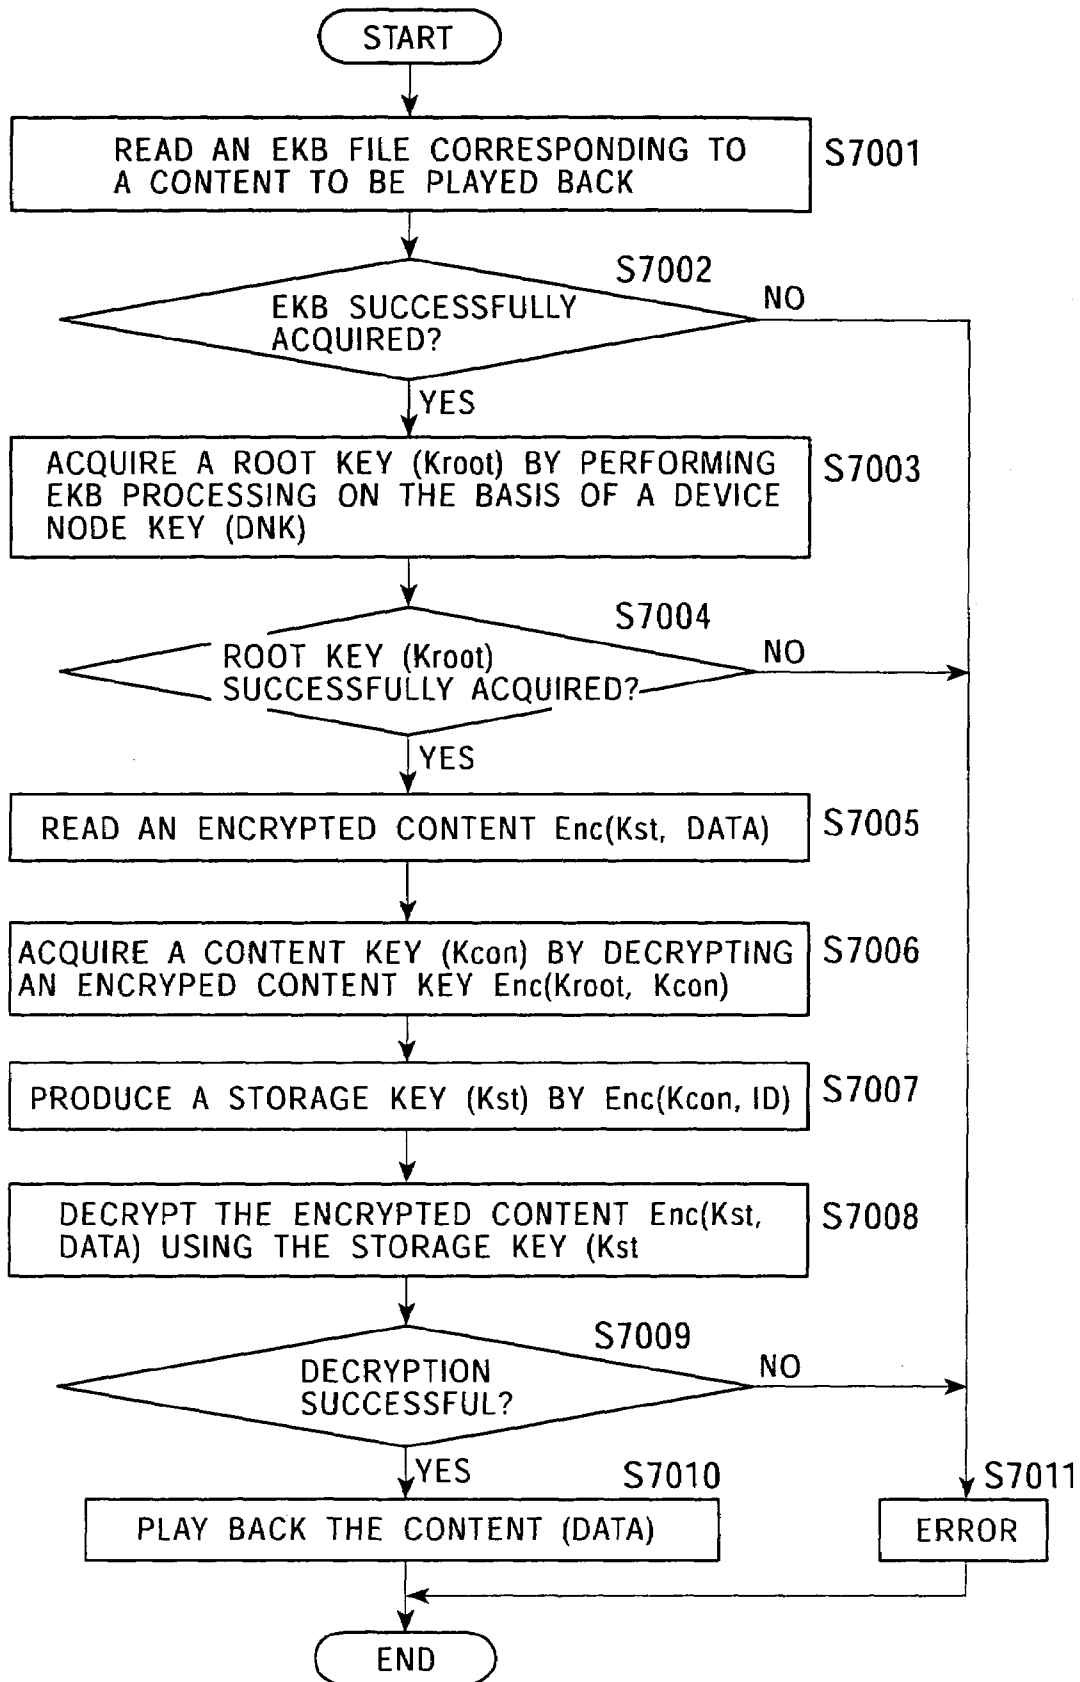 START
READ AN EKB FILE CORRESPONDING TO
A CONTENT TO BE PLAYED BACK
S7001
S7002
EKB SUCCESSFULLY
ACQUIRED?
NO
YES
ACQUIRE A ROOT KEY (Kroot) BY PERFORMING
EKB PROCESSING ON THE BASIS OF A DEVICE
NODE KEY (DNK)
S7003
S7004
ROOT KEY (Kroot)
SUCCESSFULLY ACQUIRED?
NO
YES
READ AN ENCRYPTED CONTENT Enc(Kst, DATA)
S7005
ACQUIRE A CONTENT KEY (Kcon) BY DECRYPTING
AN ENCRYPED CONTENT KEY Enc(Kroot, Kcon)
S7006
PRODUCE A STORAGE KEY (Kst) BY Enc(Kcon, ID)
S7007
DECRYPT THE ENCRYPTED CONTENT Enc(Kst,
DATA) USING THE STORAGE KEY (Kst
S7008
S7009
DECRYPTION
SUCCESSFUL?
NO
YES
S7010
PLAY BACK THE CONTENT (DATA)
S7011
ERROR
END